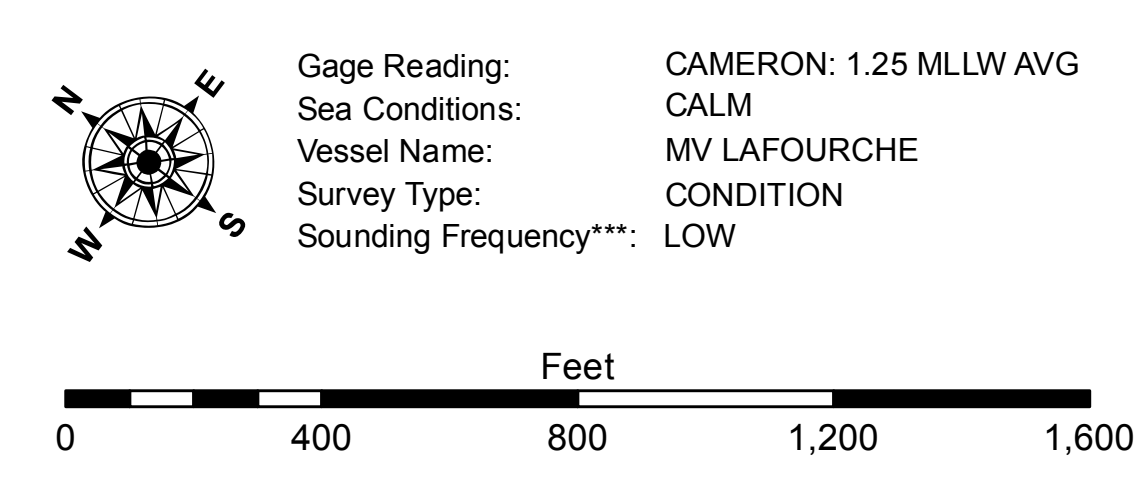 N
E
W
S
Gage Reading: CAMERON: 1.25 MLLW AVG
Sea Conditions: CALM
Vessel Name: MV LAFOURCHE
Survey Type: CONDITION
Sounding Frequency***: LOW
Feet
0 400 800 1,200 1,600